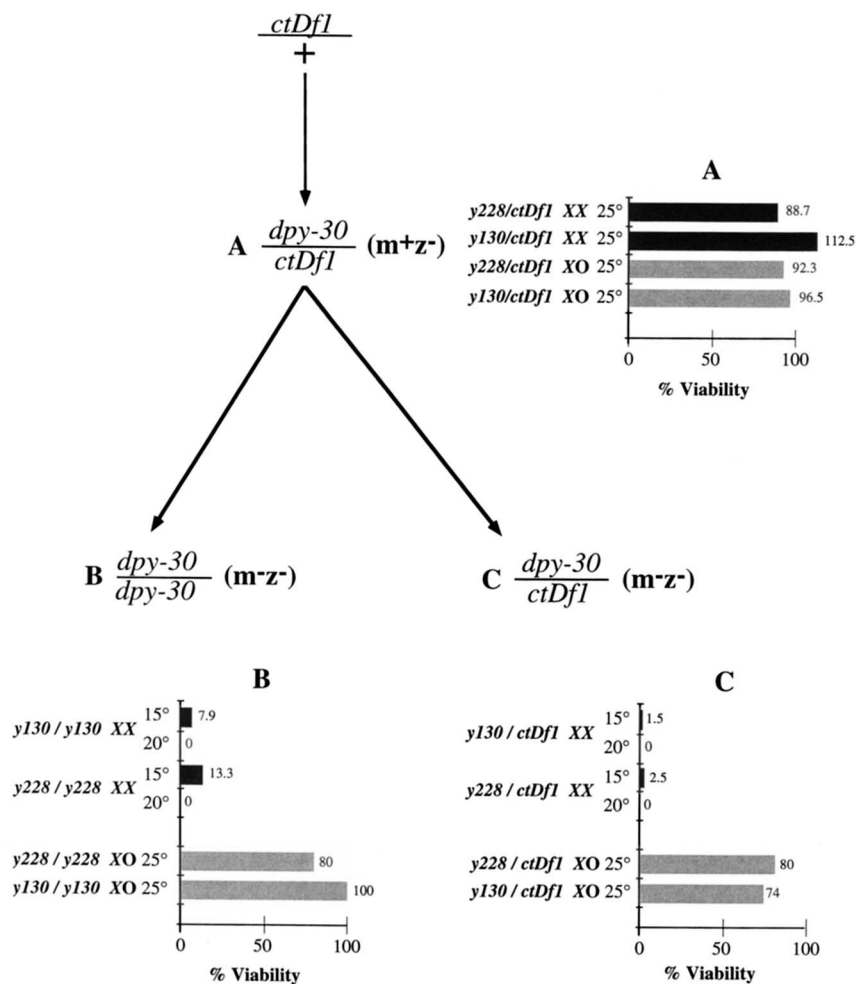 ctDf1
+
A dpy-30 (m+z-)
ctDf1
A
y228/ctDf1 XX 25° 88.7
y130/ctDf1 XX 25° 112.5
y228/ctDf1 XO 25° 92.3
y130/ctDf1 XO 25° 96.5
0 50 100
% Viability
B dpy-30 (m-z-)
dpy-30
C dpy-30 (m-z-)
ctDf1
B
y130 / y130 XX 15° 7.9
20° 0
y228 / y228 XX 15° 13.3
20° 0
y228 / y228 XO 25° 80
y130 / y130 XO 25° 100
0 50 100
% Viability
C
y130 / ctDf1 XX 15° 1.5
20° 0
y228 / ctDf1 XX 15° 2.5
20° 0
y228 / ctDf1 XO 25° 80
y130 / ctDf1 XO 25° 74
0 50 100
% Viability